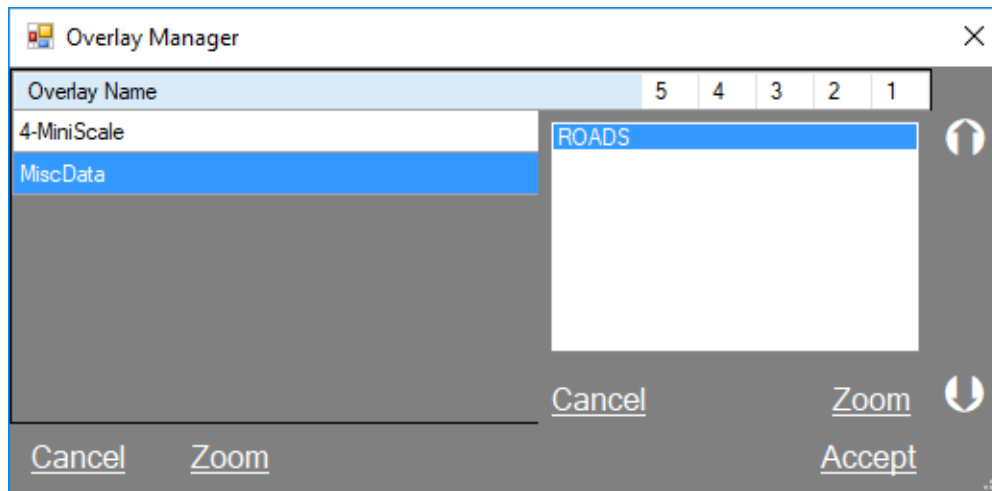 Overlay Manager
Overlay Name 5 4 3 2 1
4-MiniScale
ROADS
MiscData
Cancel Zoom
Cancel Zoom Accept